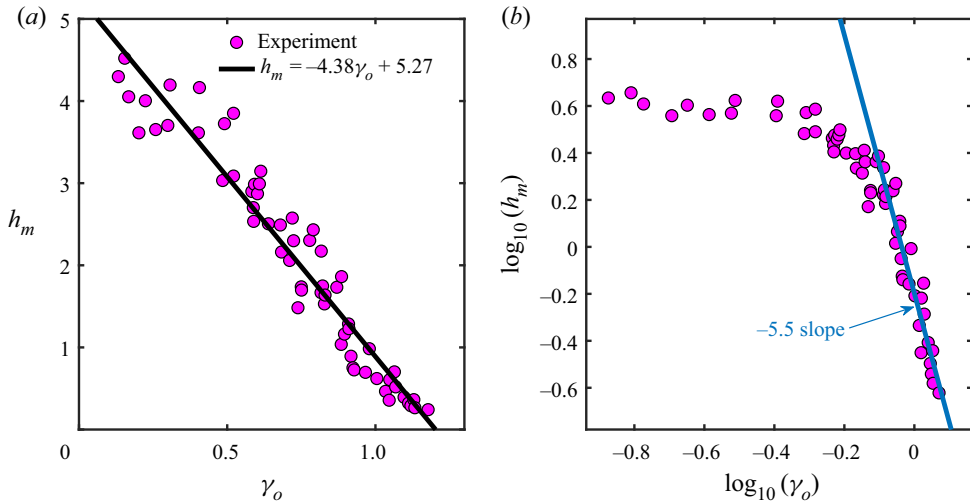 (a)
5
4
3
2
1
0
0.5
1.0
h_m
γ_o
Experiment
h_m = –4.38γ_o + 5.27
(b)
0.8
0.6
0.4
0.2
0
–0.2
–0.4
–0.6
–0.8
–0.6
–0.4
–0.2
0
log_10 (h_m)
log_10 (γ_o)
–5.5 slope